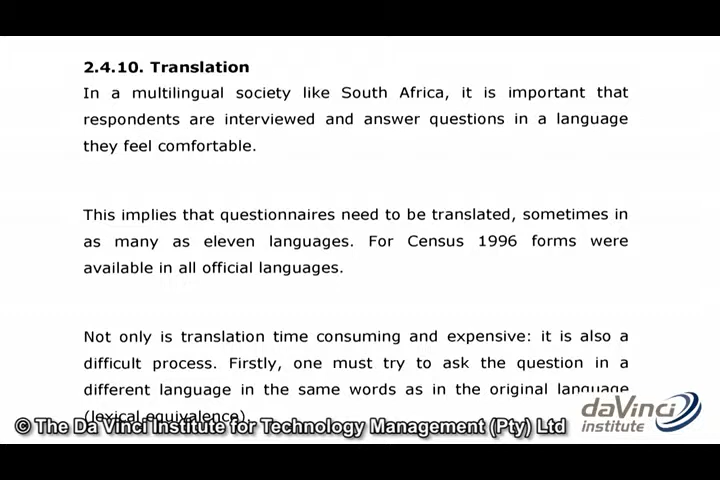 2.4.10. Translation
In a multilingual society like South Africa, it is important that
respondents are interviewed and answer questions in a language
they feel comfortable.
This implies that questionnaires need to be translated, sometimes in
as many as eleven languages. For Census 1996 forms were
available in all official languages.
Not only is translation time consuming and expensive: it is also a
difficult process. Firstly, one must try to ask the question in a
different language in the same words as in the original language
(lexical equivalence).
daVinci
institute
© The Da Vinci Institute for Technology Management (Pty) Ltd